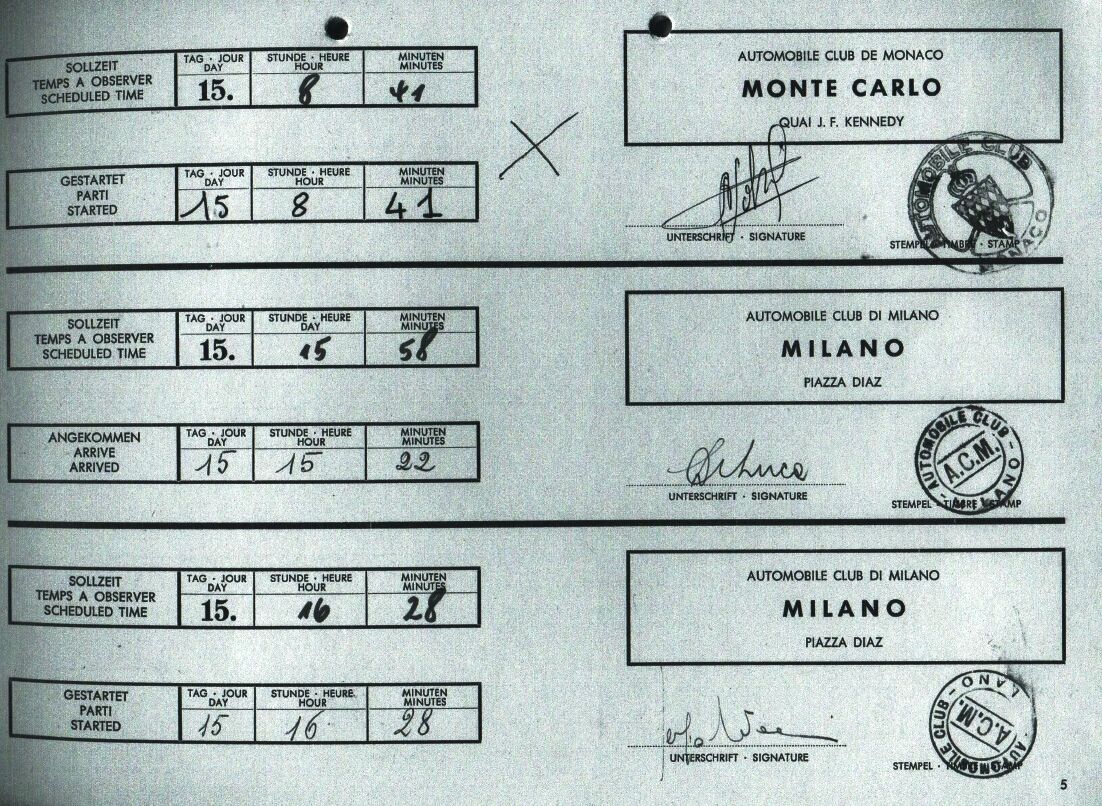 SOLLZEIT
TEMPS A OBSERVER
SCHEDULED TIME
TAG · JOUR
DAY
15.
STUNDE · HEURE
HOUR
8
MINUTEN
MINUTES
41
AUTOMOBILE CLUB DE MONACO
MONTE CARLO
QUAI J. F. KENNEDY
GESTARTET
PARTI
STARTED
TAG · JOUR
DAY
15
STUNDE · HEURE
HOUR
8
MINUTEN
MINUTES
41
UNTERSCHRIFT · SIGNATURE
STEMPEL · TIMBRE · STAMP
AUTOMOBILE CLUB
MONACO
SOLLZEIT
TEMPS A OBSERVER
SCHEDULED TIME
TAG · JOUR
DAY
15.
STUNDE · HEURE
DAY
15
MINUTEN
MINUTES
58
AUTOMOBILE CLUB DI MILANO
MILANO
PIAZZA DIAZ
ANGEKOMMEN
ARRIVE
ARRIVED
TAG · JOUR
DAY
15
STUNDE · HEURE
HOUR
15
MINUTEN
MINUTES
22
UNTERSCHRIFT · SIGNATURE
STEMPEL · TIMBRE · STAMP
AUTOMOBILE CLUB - MILANO
A.C.M.
SOLLZEIT
TEMPS A OBSERVER
SCHEDULED TIME
TAG · JOUR
DAY
15.
STUNDE · HEURE
HOUR
16
MINUTEN
MINUTES
28
AUTOMOBILE CLUB DI MILANO
MILANO
PIAZZA DIAZ
GESTARTET
PARTI
STARTED
TAG · JOUR
DAY
15
STUNDE · HEURE
HOUR
16
MINUTEN
MINUTES
28
UNTERSCHRIFT · SIGNATURE
STEMPEL · TIMBRE · STAMP
AUTOMOBILE CLUB - MILANO
A.C.M.
5